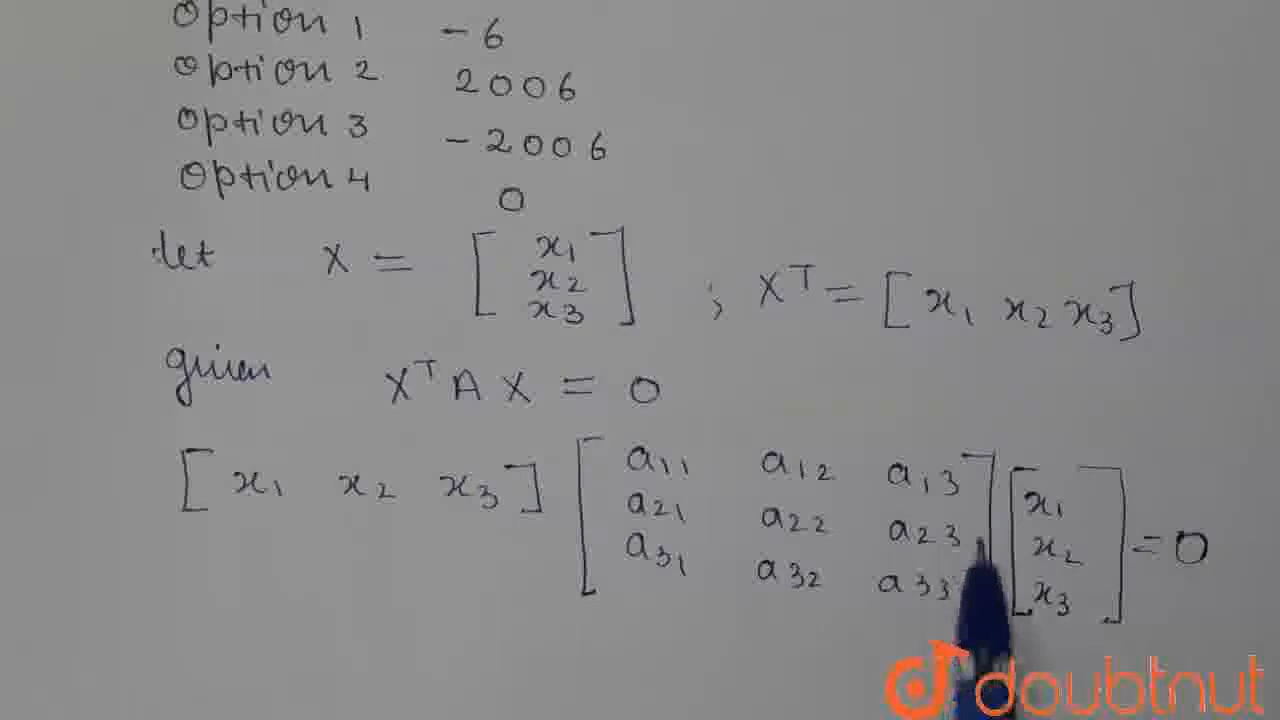 Option 1 -6
Option 2 2006
Option 3 -2006
Option 4 0
let X = [ x1 x2 x3 ] ; X^T = [ x1 x2 x3 ]
given X^T A X = 0
[ x1 x2 x3 ] [ a11 a12 a13 a21 a22 a23 a31 a32 a33 ] [ x1 x2 x3 ] = 0
doubtnut